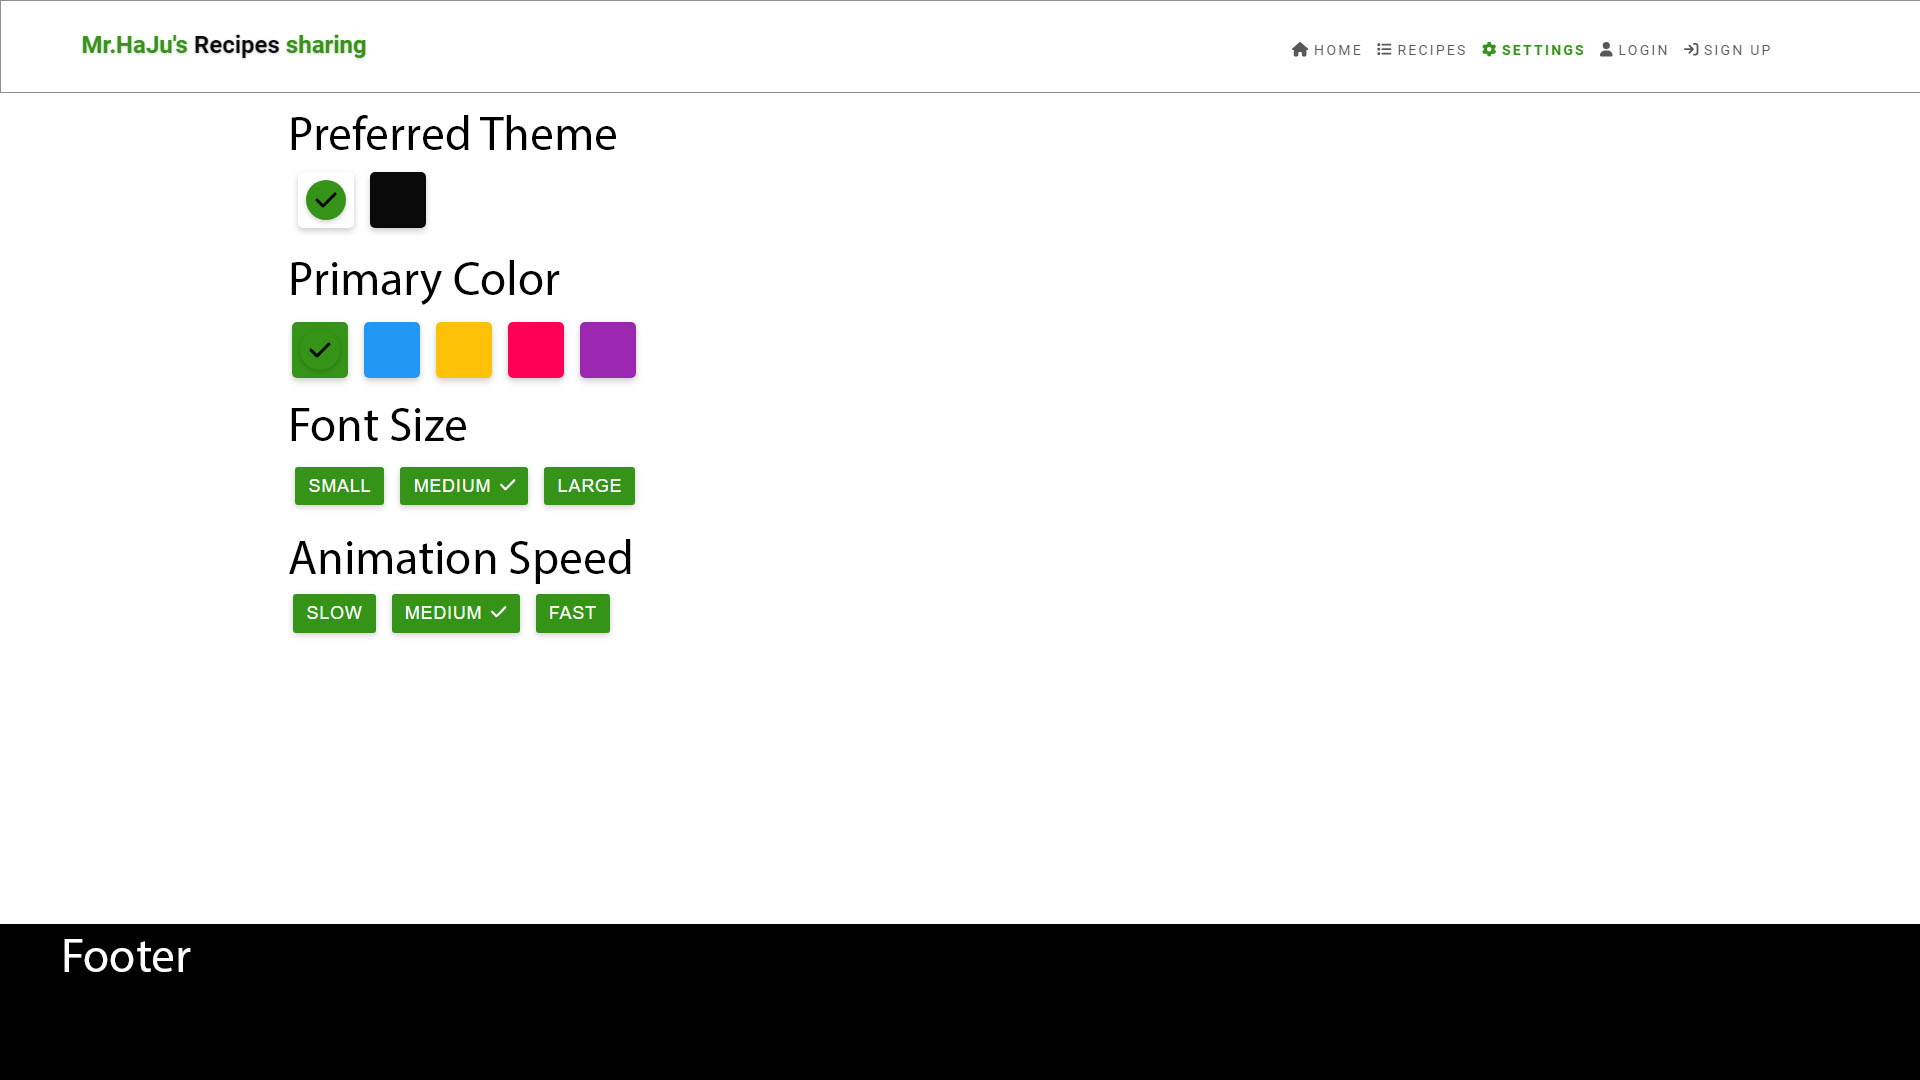 Mr.HaJu's Recipes sharing
HOME RECIPES SETTINGS LOGIN SIGN UP
Preferred Theme
Primary Color
Font Size
SMALL MEDIUM LARGE
Animation Speed
SLOW MEDIUM FAST
Footer